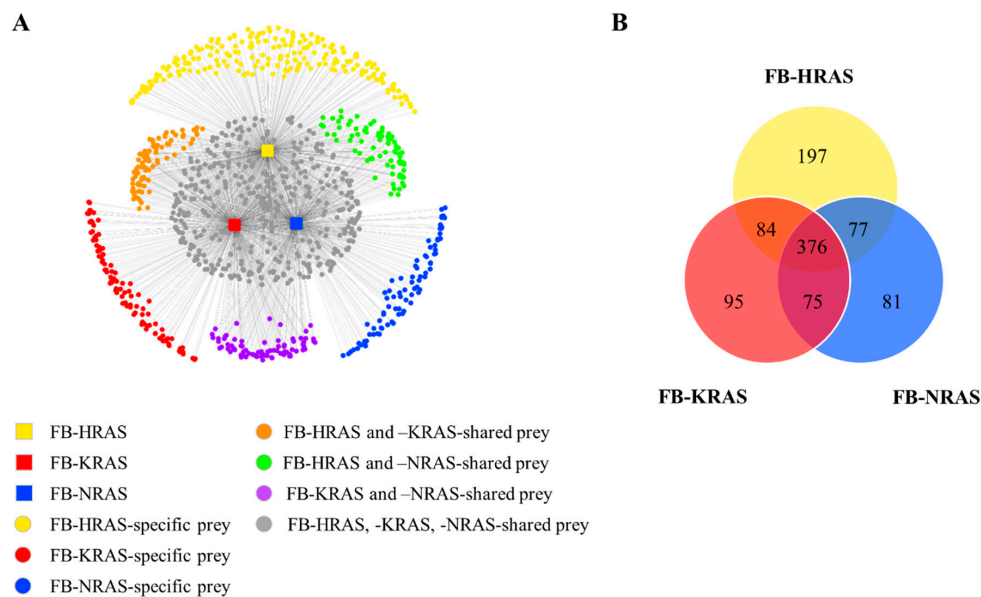 A
B
FB-HRAS
197
84
77
376
95
75
81
FB-KRAS
FB-NRAS
FB-HRAS
FB-KRAS
FB-NRAS
FB-HRAS-specific prey
FB-KRAS-specific prey
FB-NRAS-specific prey
FB-HRAS and –KRAS-shared prey
FB-HRAS and –NRAS-shared prey
FB-KRAS and –NRAS-shared prey
FB-HRAS, -KRAS, -NRAS-shared prey